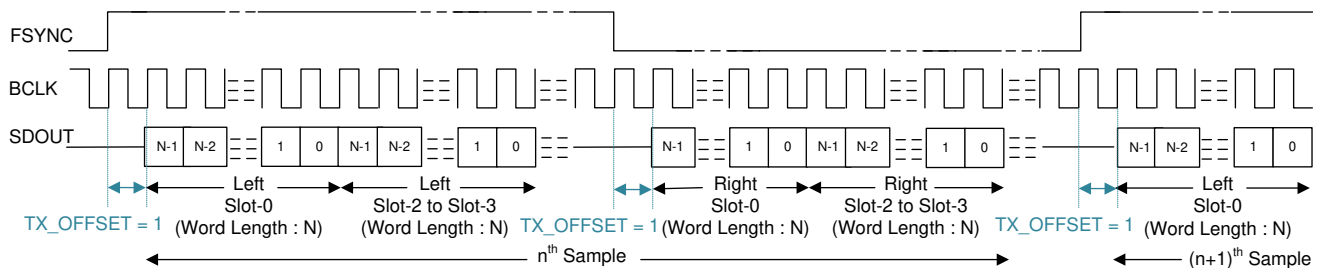 FSYNC
BCLK
SDOUT
N-1 N-2 1 0 N-1 N-2 1 0 N-1 1 0 N-1 N-2 1 0 N-1 N-2 1 0
TX_OFFSET = 1
Left
Slot-0
(Word Length : N)
Left
Slot-2 to Slot-3
(Word Length : N)
TX_OFFSET = 1
Right
Slot-0
(Word Length : N)
Right
Slot-2 to Slot-3
(Word Length : N)
TX_OFFSET = 1
Left
Slot-0
(Word Length : N)
nth Sample
(n+1)th Sample